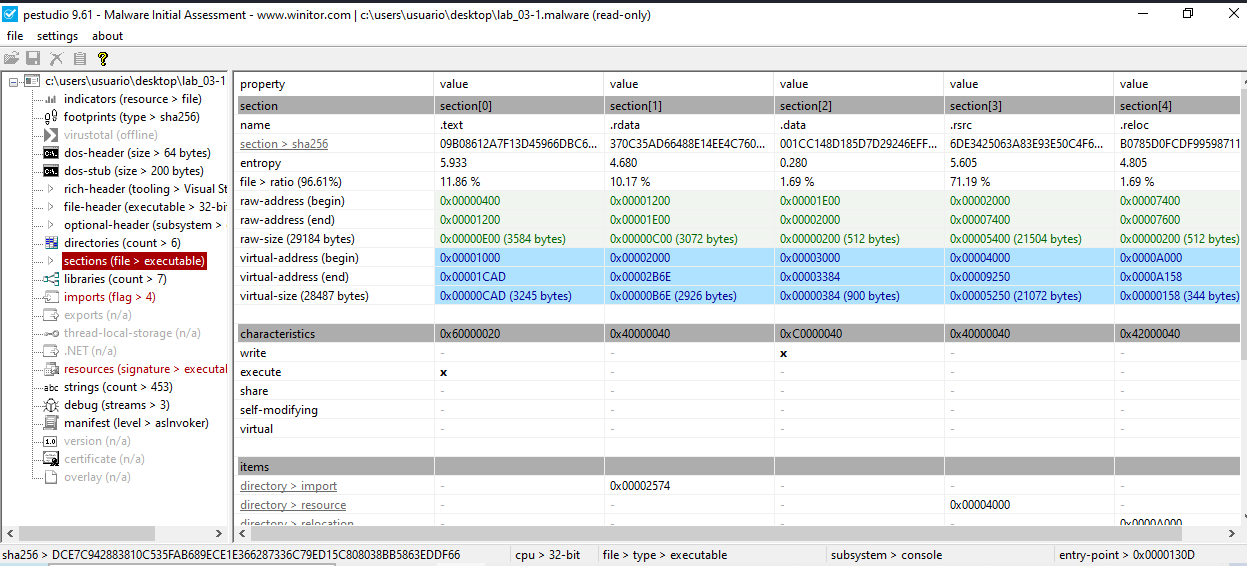 pestudio 9.61 - Malware Initial Assessment - www.winitor.com | c:\users\usuario\desktop\lab_03-1.malware (read-only)
file settings about
c:\users\usuario\desktop\lab_03-1
indicators (resource > file)
footprints (type > sha256)
virustotal (offline)
dos-header (size > 64 bytes)
dos-stub (size > 200 bytes)
rich-header (tooling > Visual St
file-header (executable > 32-bi
optional-header (subsystem >
directories (count > 6)
sections (file > executable)
libraries (count > 7)
imports (flag > 4)
exports (n/a)
thread-local-storage (n/a)
.NET (n/a)
resources (signature > executal
abc strings (count > 453)
debug (streams > 3)
manifest (level > asInvoker)
1.0 version (n/a)
certificate (n/a)
overlay (n/a)
property value value value value value
section section[0] section[1] section[2] section[3] section[4]
name .text .rdata .data .rsrc .reloc
section > sha256 09B08612A7F13D45966DBC6... 370C35AD66488E14EE4C760... 001CC148D185D7D29246EFF... 6DE3425063A83E93E50C4F6... B0785D0FCDF99598711
entropy 5.933 4.680 0.280 5.605 4.805
file > ratio (96.61%) 11.86 % 10.17 % 1.69 % 71.19 % 1.69 %
raw-address (begin) 0x00000400 0x00001200 0x00001E00 0x00002000 0x00007400
raw-address (end) 0x00001200 0x00001E00 0x00002000 0x00007400 0x00007600
raw-size (29184 bytes) 0x00000E00 (3584 bytes) 0x00000C00 (3072 bytes) 0x00000200 (512 bytes) 0x00005400 (21504 bytes) 0x00000200 (512 bytes)
virtual-address (begin) 0x00001000 0x00002000 0x00003000 0x00004000 0x0000A000
virtual-address (end) 0x00001CAD 0x00002B6E 0x00003384 0x00009250 0x0000A158
virtual-size (28487 bytes) 0x00000CAD (3245 bytes) 0x00000B6E (2926 bytes) 0x00000384 (900 bytes) 0x00005250 (21072 bytes) 0x00000158 (344 bytes)
characteristics 0x60000020 0x40000040 0xC0000040 0x40000040 0x42000040
write - - x - -
execute x - - - -
share - - - - -
self-modifying - - - - -
virtual - - - - -
items
directory > import - 0x00002574 - - -
directory > resource - - - 0x00004000 -
directory > relocation - - - - 0x0000A000
sha256 > DCE7C942883810C535FAB689ECE1E366287336C79ED15C808038BB5863EDDF66 cpu > 32-bit file > type > executable subsystem > console entry-point > 0x0000130D